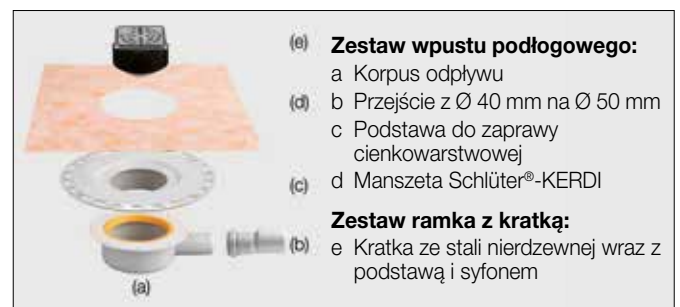 (e)
(d)
(c)
(b)
(a)
Zestaw wpustu podłogowego:
a Korpus odpływu
b Przejście z Ø 40 mm na Ø 50 mm
c Podstawa do zaprawy
cienkowarstwowej
d Manszeta Schlüter®-KERDI
Zestaw ramka z kratką:
e Kratka ze stali nierdzewnej wraz z
podstawą i syfonem